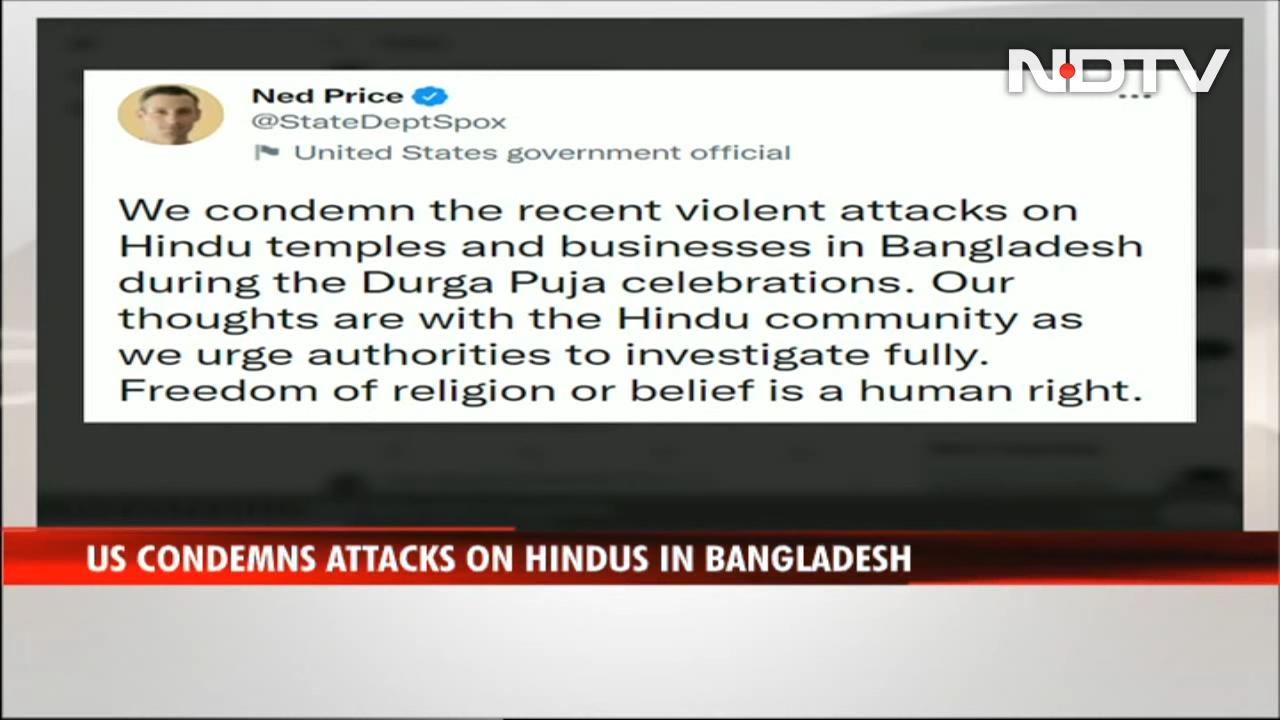 NDTV
Ned Price
@StateDeptSpox
United States government official
We condemn the recent violent attacks on
Hindu temples and businesses in Bangladesh
during the Durga Puja celebrations. Our
thoughts are with the Hindu community as
we urge authorities to investigate fully.
Freedom of religion or belief is a human right.
US CONDEMNS ATTACKS ON HINDUS IN BANGLADESH